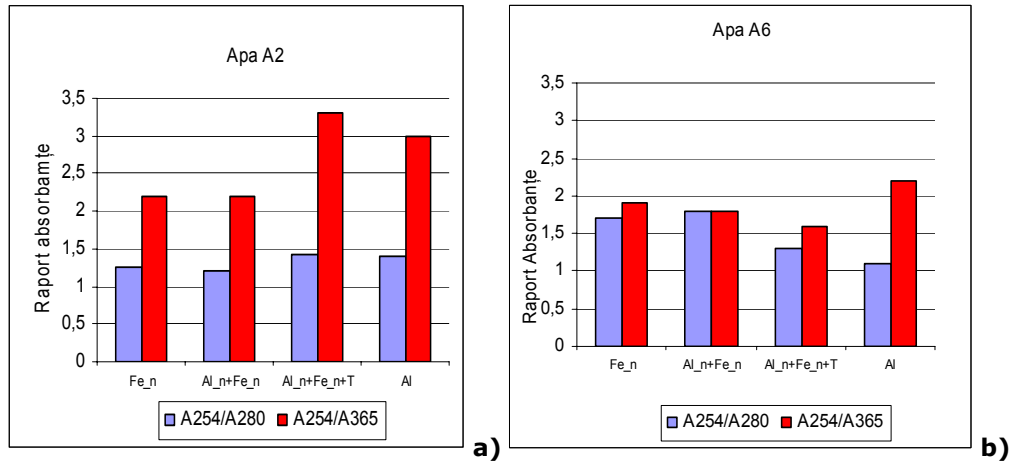 Apa A2
Raport absorbamțe
3,5
3
2,5
2
1,5
1
0,5
0
Fe_n Al_n+Fe_n Al_n+Fe_n+T Al
A254/A280 A254/A365
a)
Apa A6
Raport Absorbanțe
3,5
3
2,5
2
1,5
1
0,5
0
Fe_n Al_n+Fe_n Al_n+Fe_n+T Al
A254/A280 A254/A365
b)